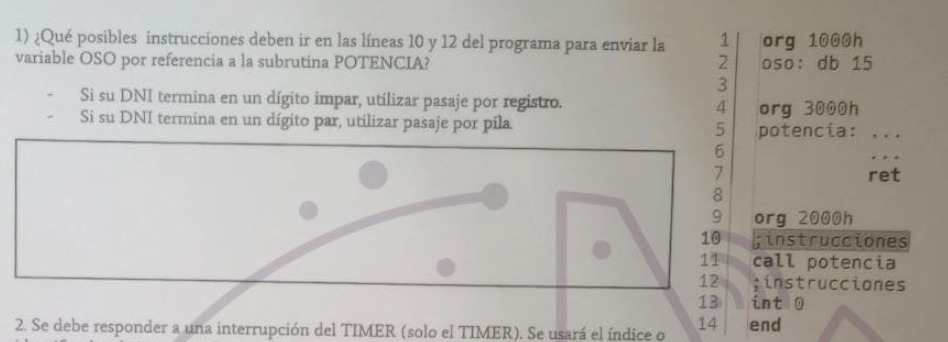 1) ¿Qué posibles instrucciones deben ir en las líneas 10 y 12 del programa para enviar la
variable OSO por referencia a la subrutina POTENCIA?
- Si su DNI termina en un dígito impar, utilizar pasaje por registro.
- Si su DNI termina en un dígito par, utilizar pasaje por pila.
1 org 1000h
2 oso: db 15
3
4 org 3000h
5 potencia: ...
6 ...
7 ret
8
9 org 2000h
10 ;instrucciones
11 call potencia
12 ;instrucciones
13 int 0
14 end
2. Se debe responder a una interrupción del TIMER (solo el TIMER). Se usará el índice o